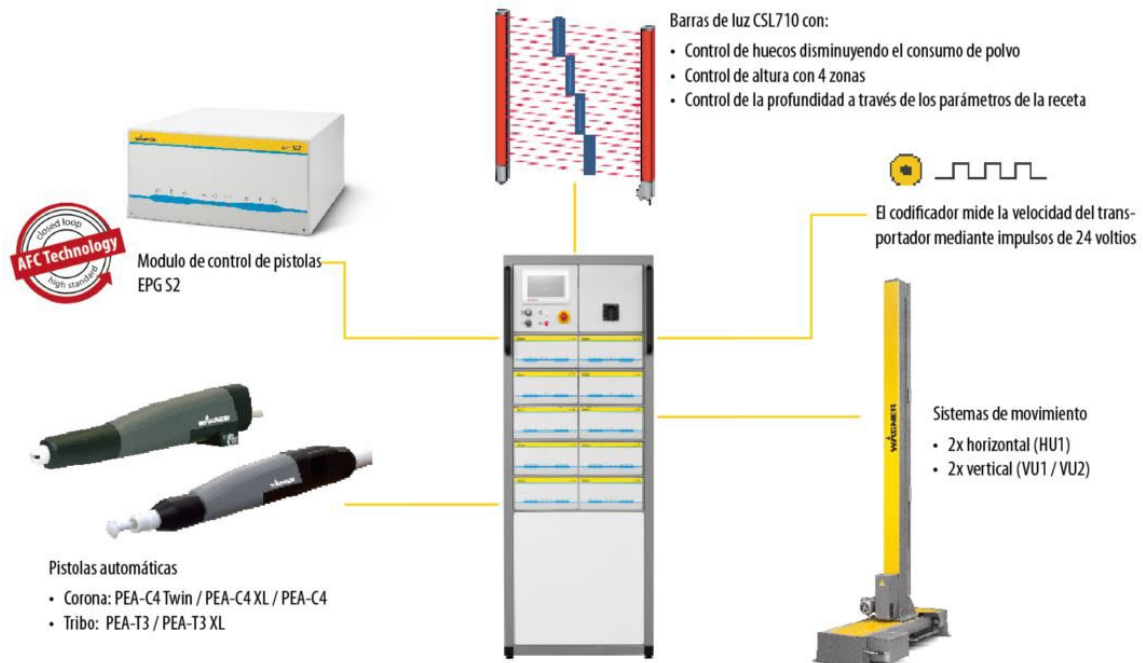 Barras de luz CSL710 con:
• Control de huecos disminuyendo el consumo de polvo
• Control de altura con 4 zonas
• Control de la profundidad a través de los parámetros de la receta
WAGNER
S2
closed loop
AFC Technology
high standard
Modulo de control de pistolas
EPG S2
El codificador mide la velocidad del trans-
portador mediante impulsos de 24 voltios
WAGNER
Sistemas de movimiento
• 2x horizontal (HU1)
• 2x vertical (VU1 / VU2)
WAGNER
WAGNER
Pistolas automáticas
• Corona: PEA-C4 Twin / PEA-C4 XL / PEA-C4
• Tribo: PEA-T3 / PEA-T3 XL